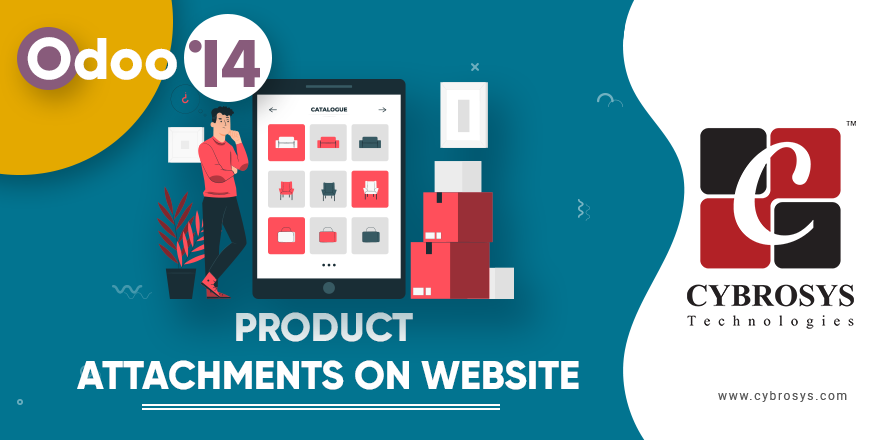 Odoo '14
CATALOGUE
PRODUCT
ATTACHMENTS ON WEBSITE
C
TM
CYBROSYS
Technologies
www.cybrosys.com